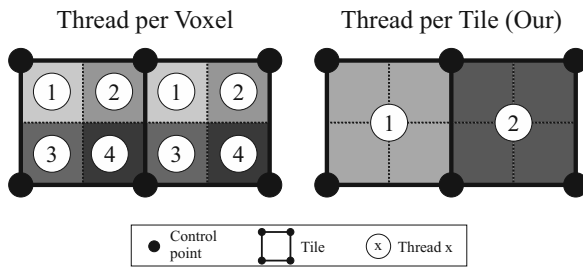 Thread per Voxel
Thread per Tile (Our)
1 2 1 2
3 4 3 4
1 2
Control point
Tile
x Thread x